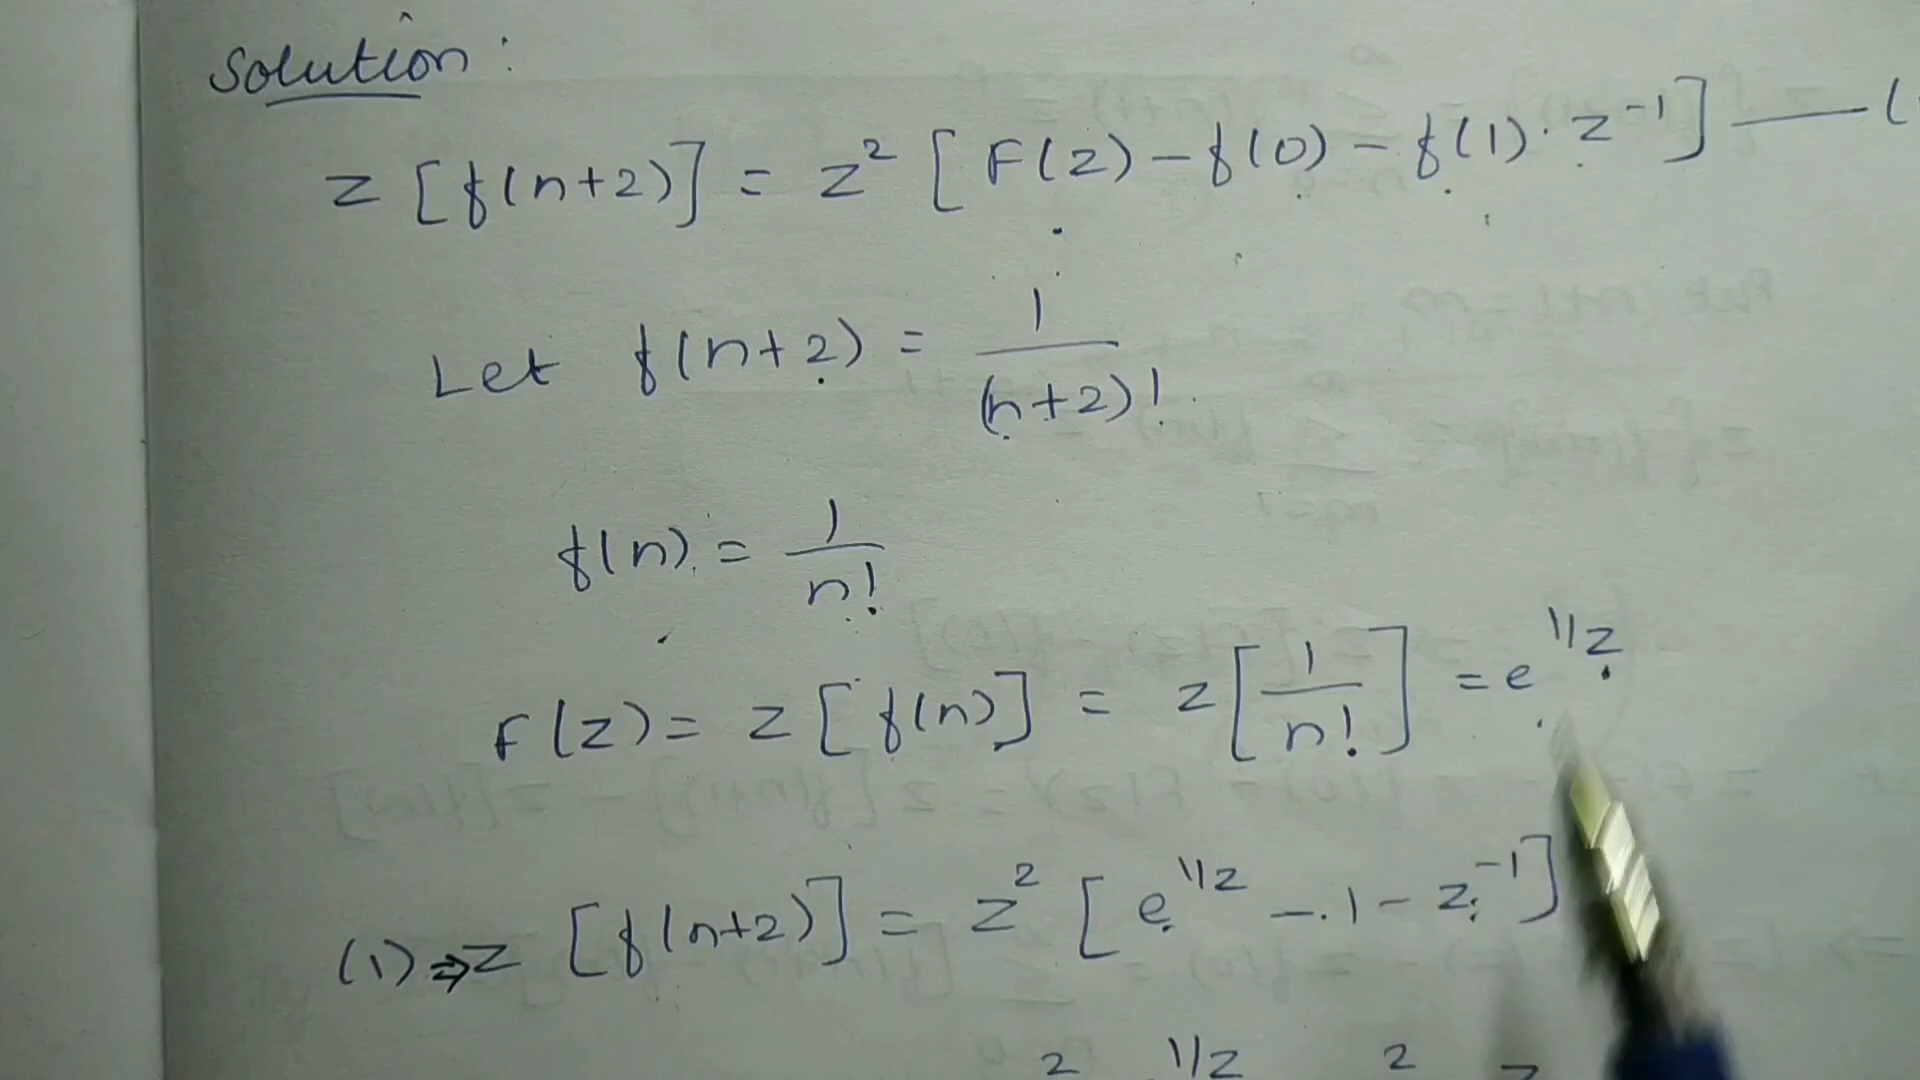 Solution:
z [f(n+2)] = z² [F(z) - f(0) - f(1)·z⁻¹] — (
Let f(n+2) = 1/(n+2)!
f(n) = 1/n!
F(z) = z [f(n)] = z [1/n!] = e^1/z
(1) ⇒ z [f(n+2)] = z² [e^1/z - 1 - z⁻¹]